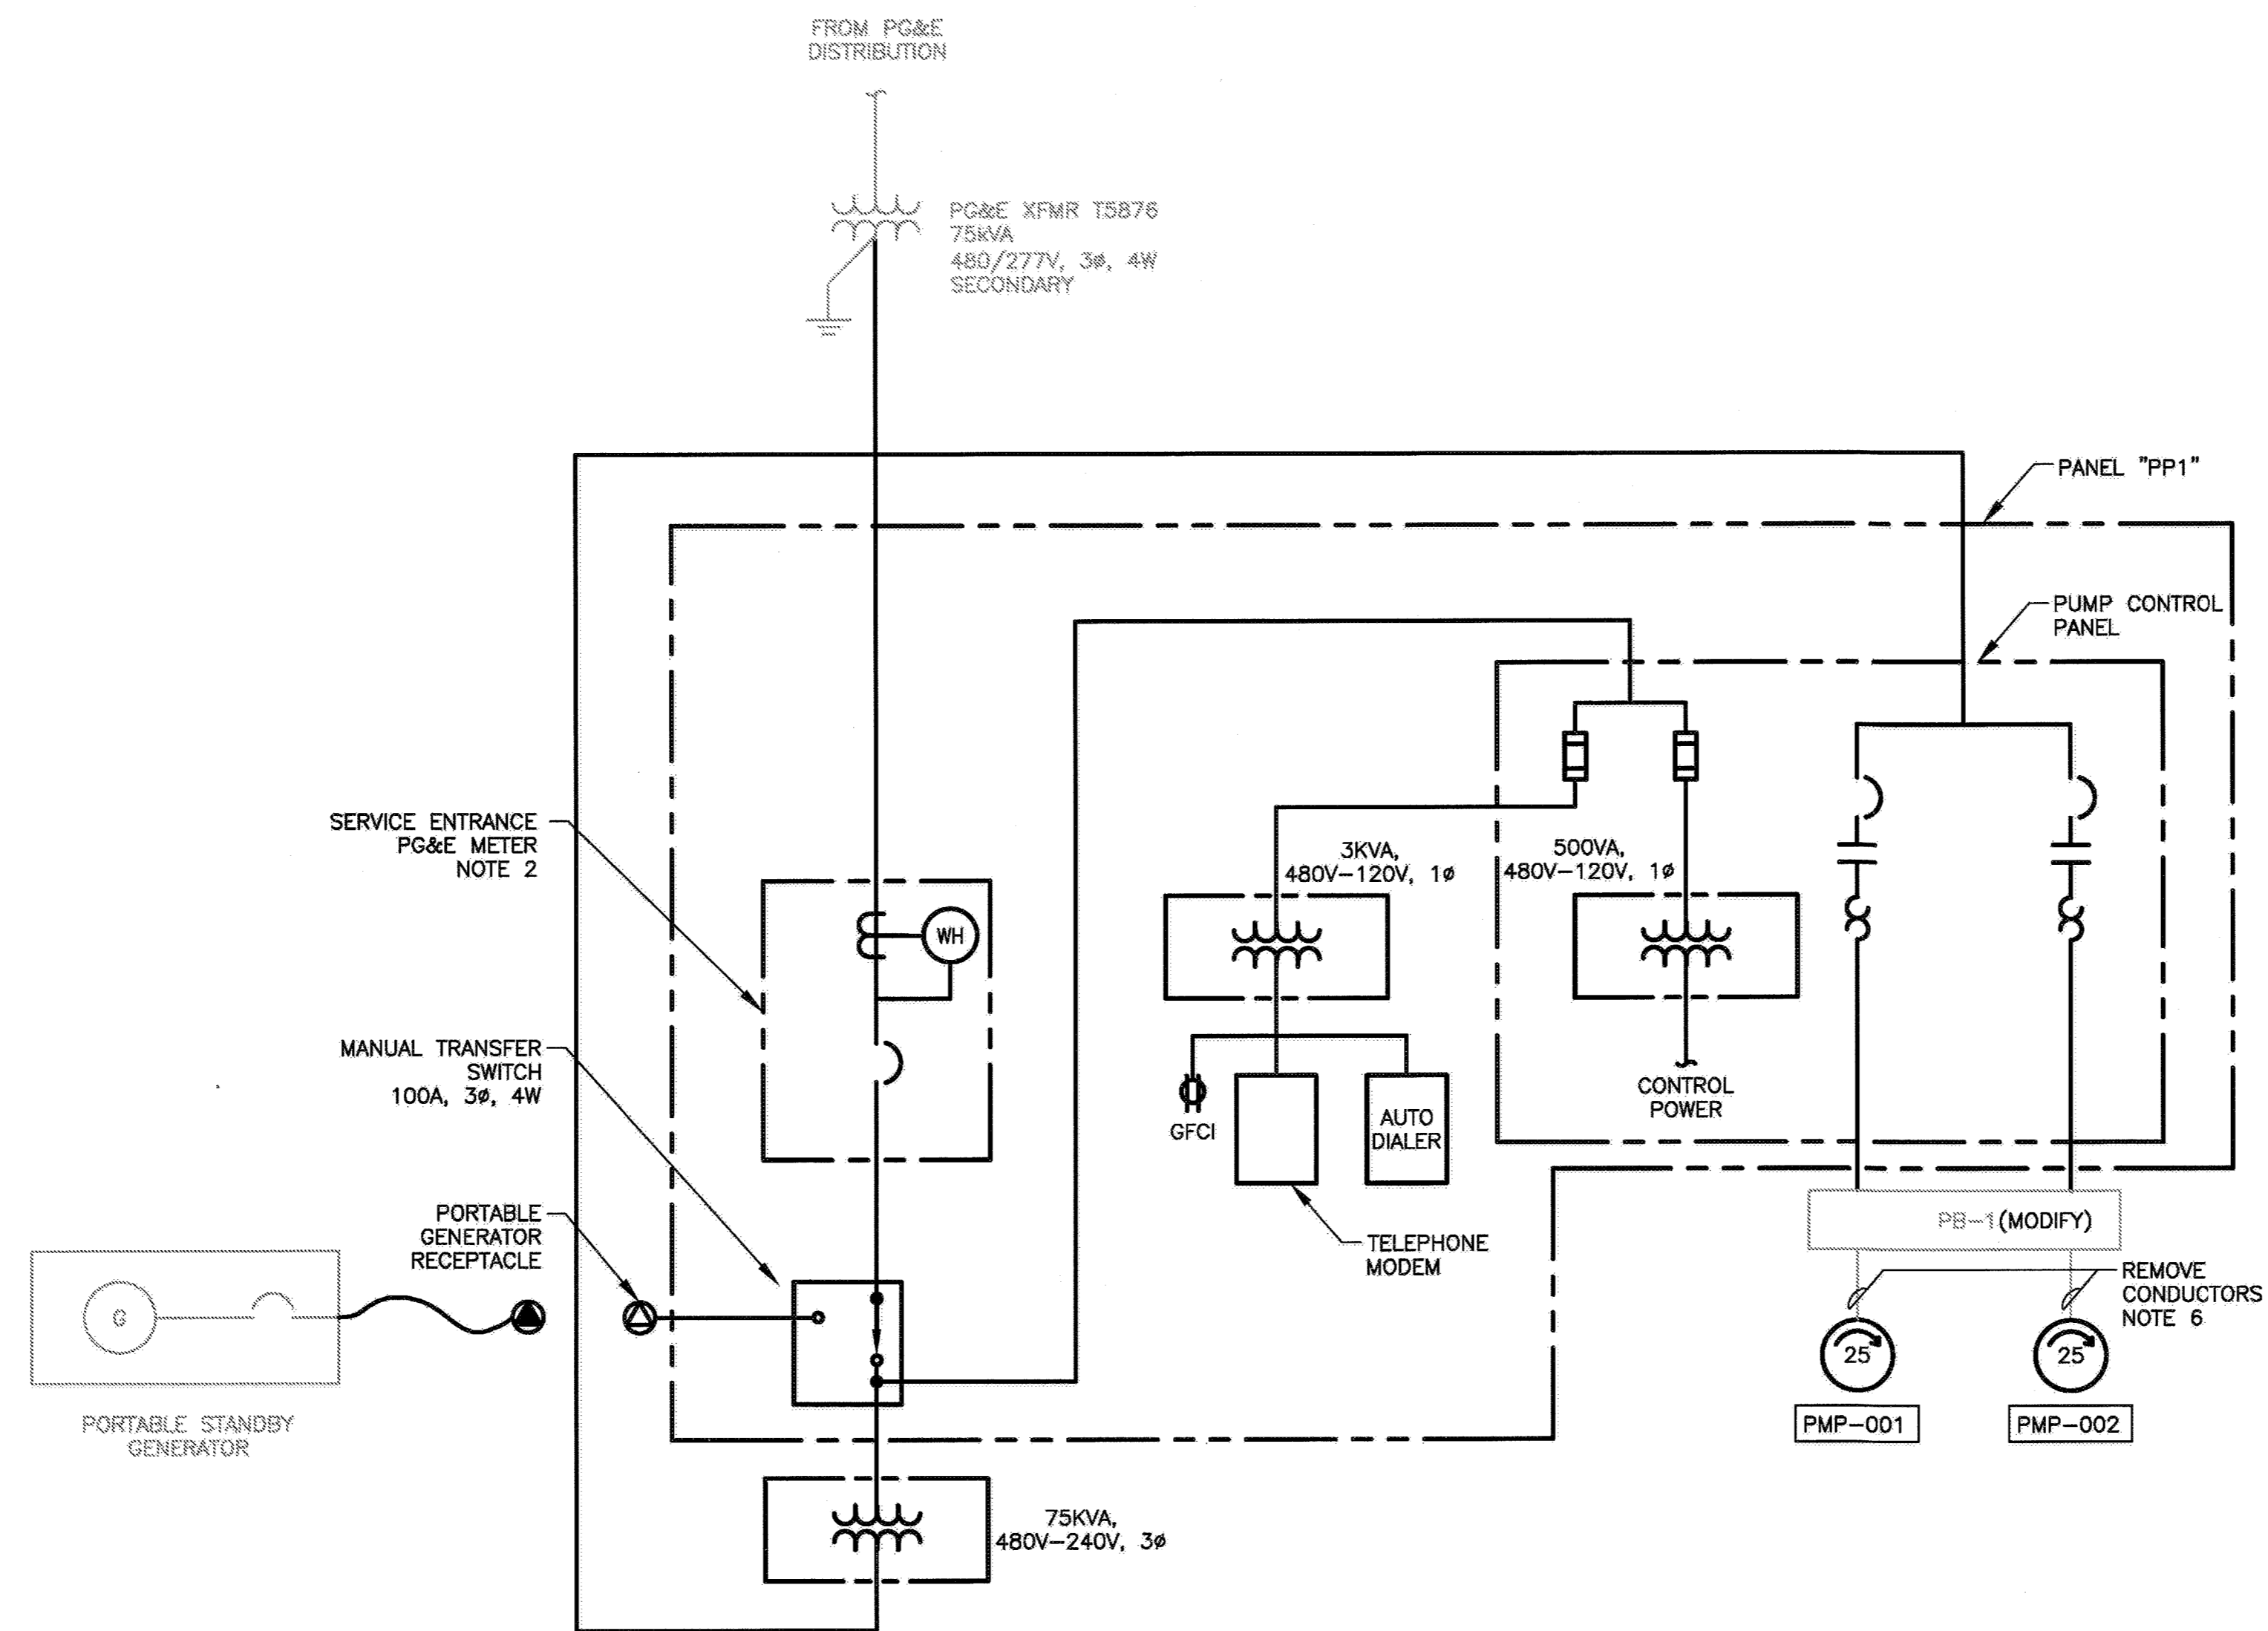 FROM PG&E
DISTRIBUTION
PG&E XFMR T5876
75kVA
480/277V, 3ø, 4W
SECONDARY
PANEL "PP1"
PUMP CONTROL
PANEL
SERVICE ENTRANCE
PG&E METER
NOTE 2
WH
3KVA,
480V-120V, 1ø
500VA,
480V-120V, 1ø
MANUAL TRANSFER
SWITCH
100A, 3ø, 4W
GFCI
AUTO
DIALER
CONTROL
POWER
PORTABLE
GENERATOR
RECEPTACLE
TELEPHONE
MODEM
PB-1(MODIFY)
REMOVE
CONDUCTORS
NOTE 6
G
25
25
PORTABLE STANDBY
GENERATOR
PMP-001
PMP-002
75KVA,
480V-240V, 3ø